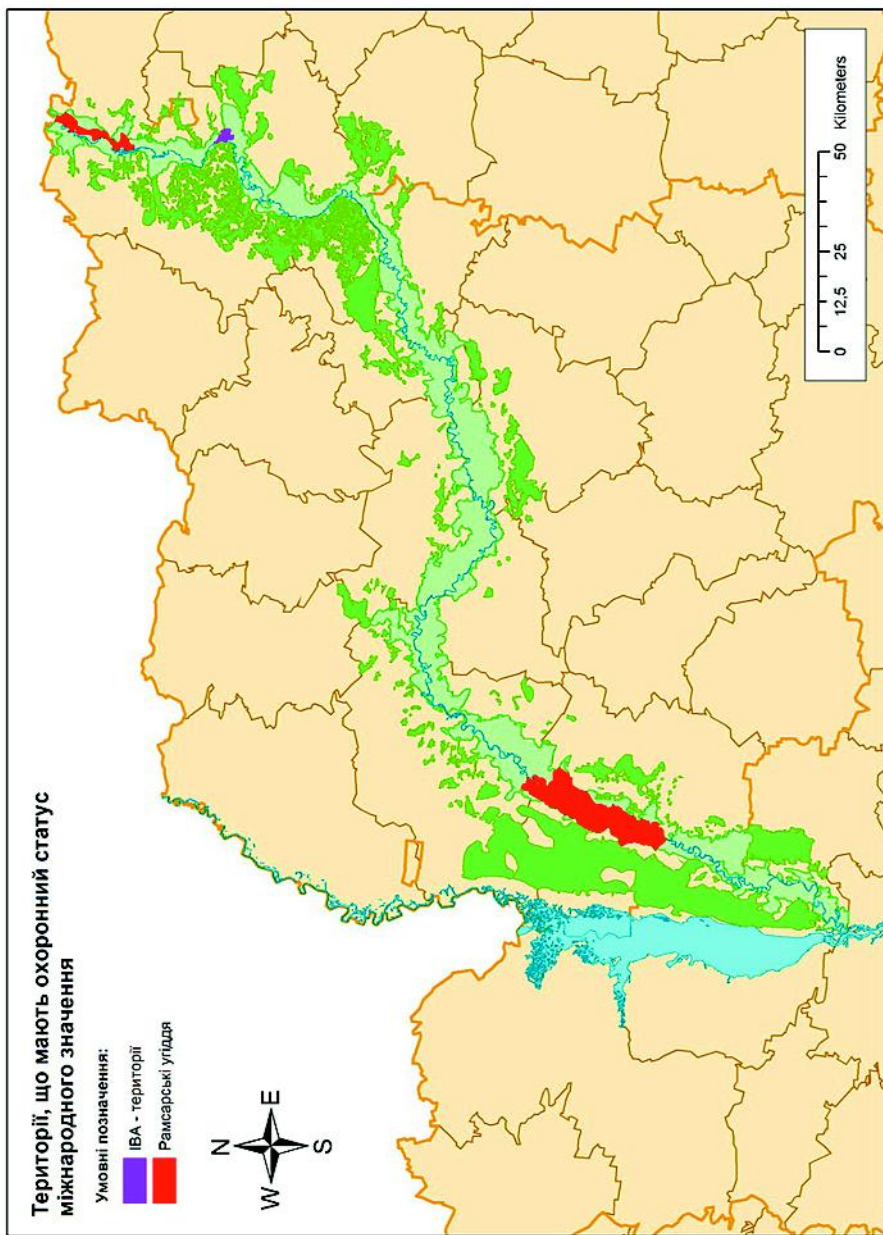 Території, що мають охоронний статус
міжнародного значення
Умовні позначення:
IBA - території
Рамсарські угіддя
N
W E
S
0 12,5 25 50 Kilometers